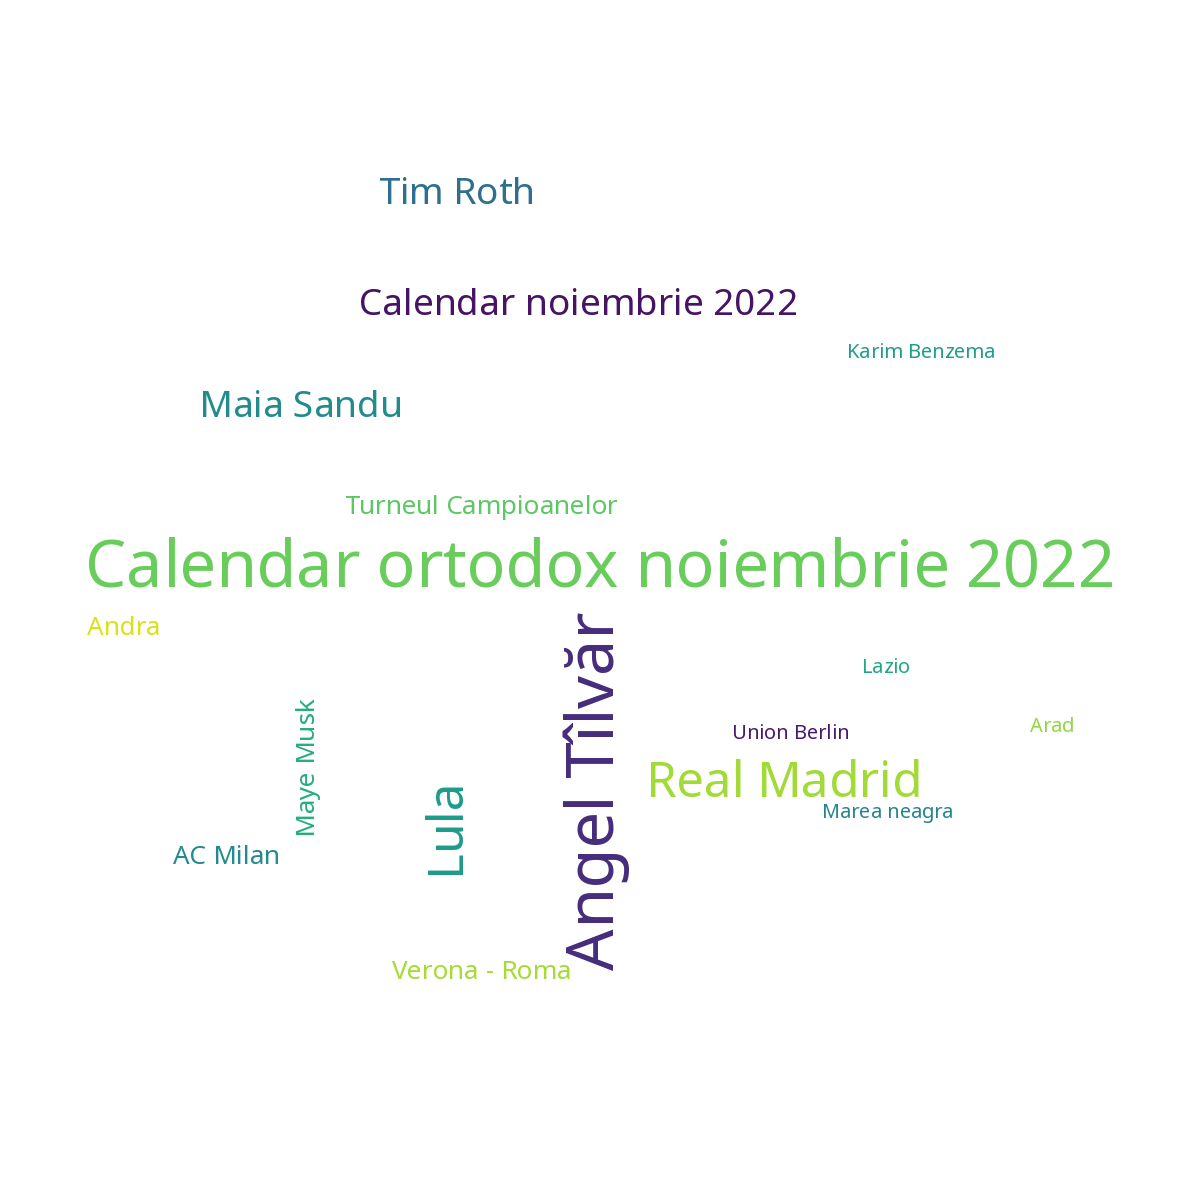 Tim Roth
Calendar noiembrie 2022
Karim Benzema
Maia Sandu
Turneul Campioanelor
Calendar ortodox noiembrie 2022
Andra
Angel Tîlvăr
Lazio
Maye Musk
Arad
Union Berlin
Real Madrid
Lula
Marea neagra
AC Milan
Verona - Roma